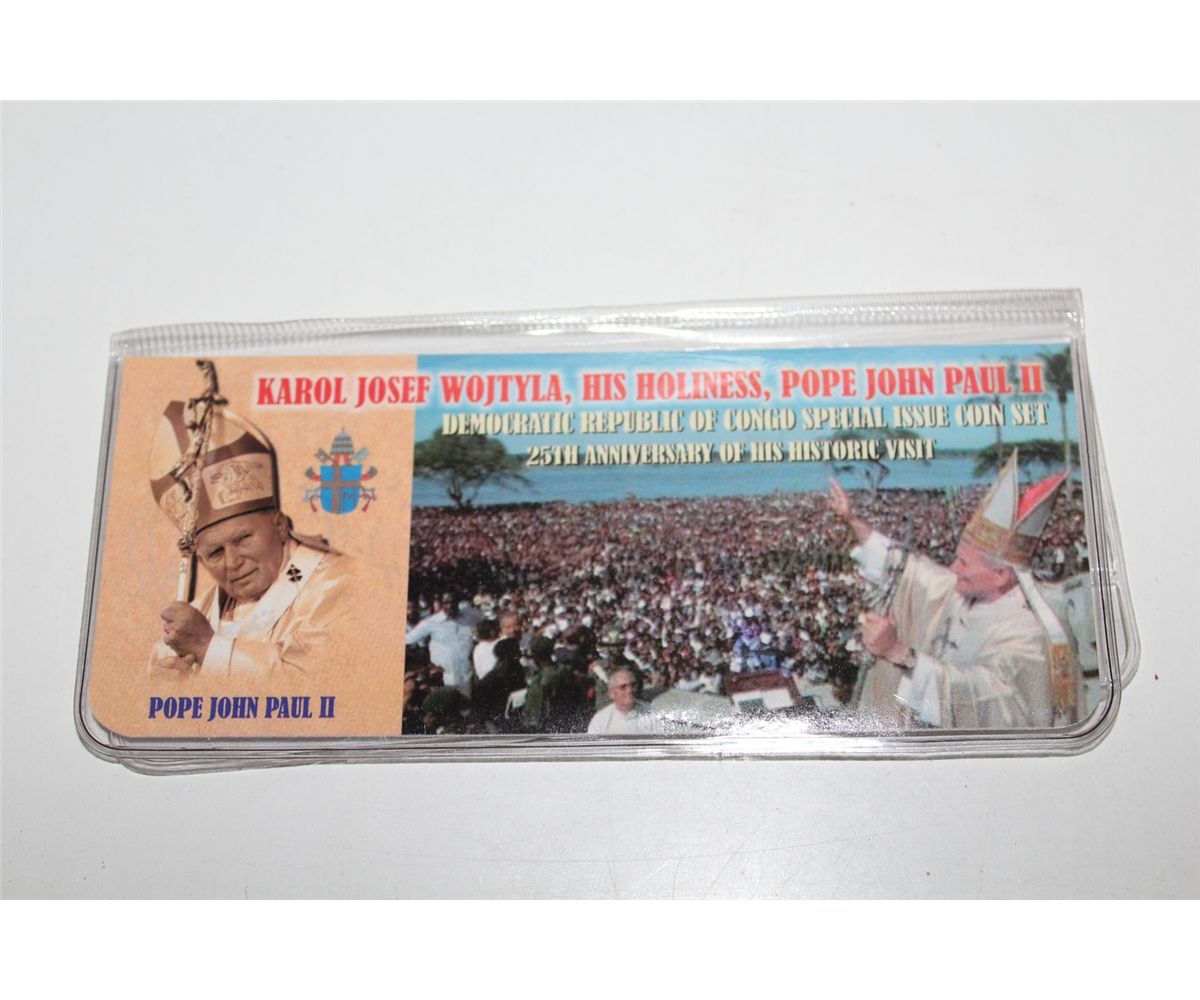 KAROL JOSEF WOJTYLA, HIS HOLINESS, POPE JOHN PAUL II
DEMOCRATIC REPUBLIC OF CONGO SPECIAL ISSUE COIN SET
25TH ANNIVERSARY OF HIS HISTORIC VISIT
POPE JOHN PAUL II